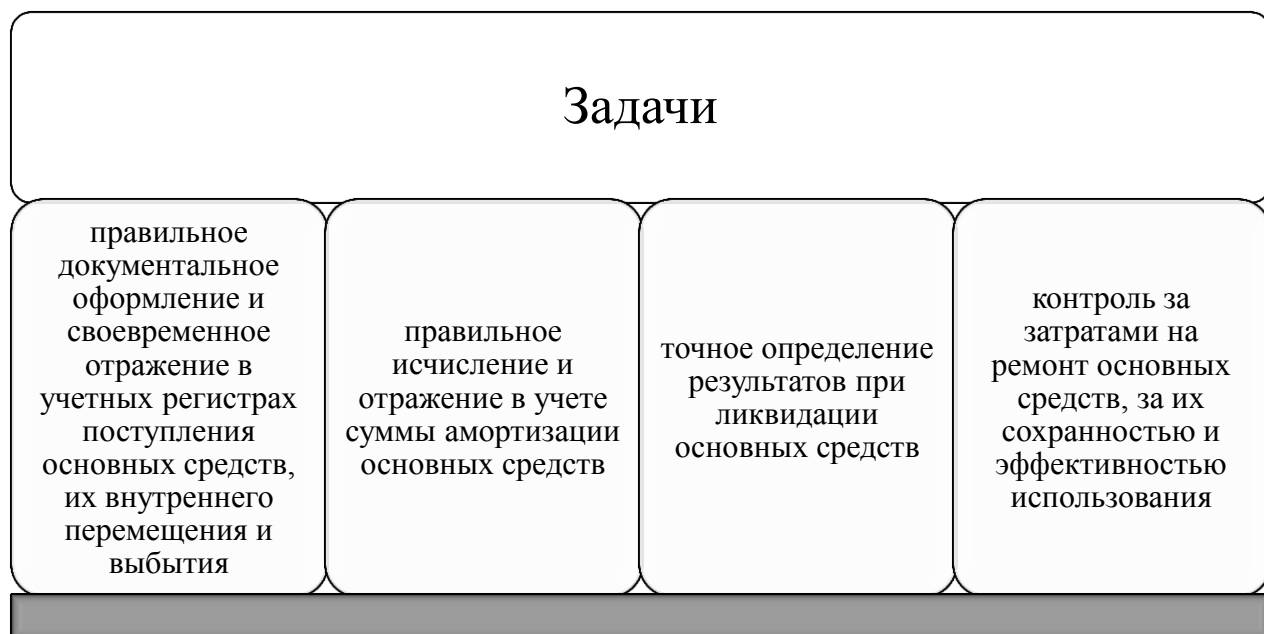 Задачи
правильное
документальное
оформление и
своевременное
отражение в
учетных регистрах
поступления
основных средств,
их внутреннего
перемещения и
выбытия
правильное
исчисление и
отражение в учете
суммы амортизации
основных средств
точное определение
результатов при
ликвидации
основных средств
контроль за
затратами на
ремонт основных
средств, за их
сохранностью и
эффективностью
использования